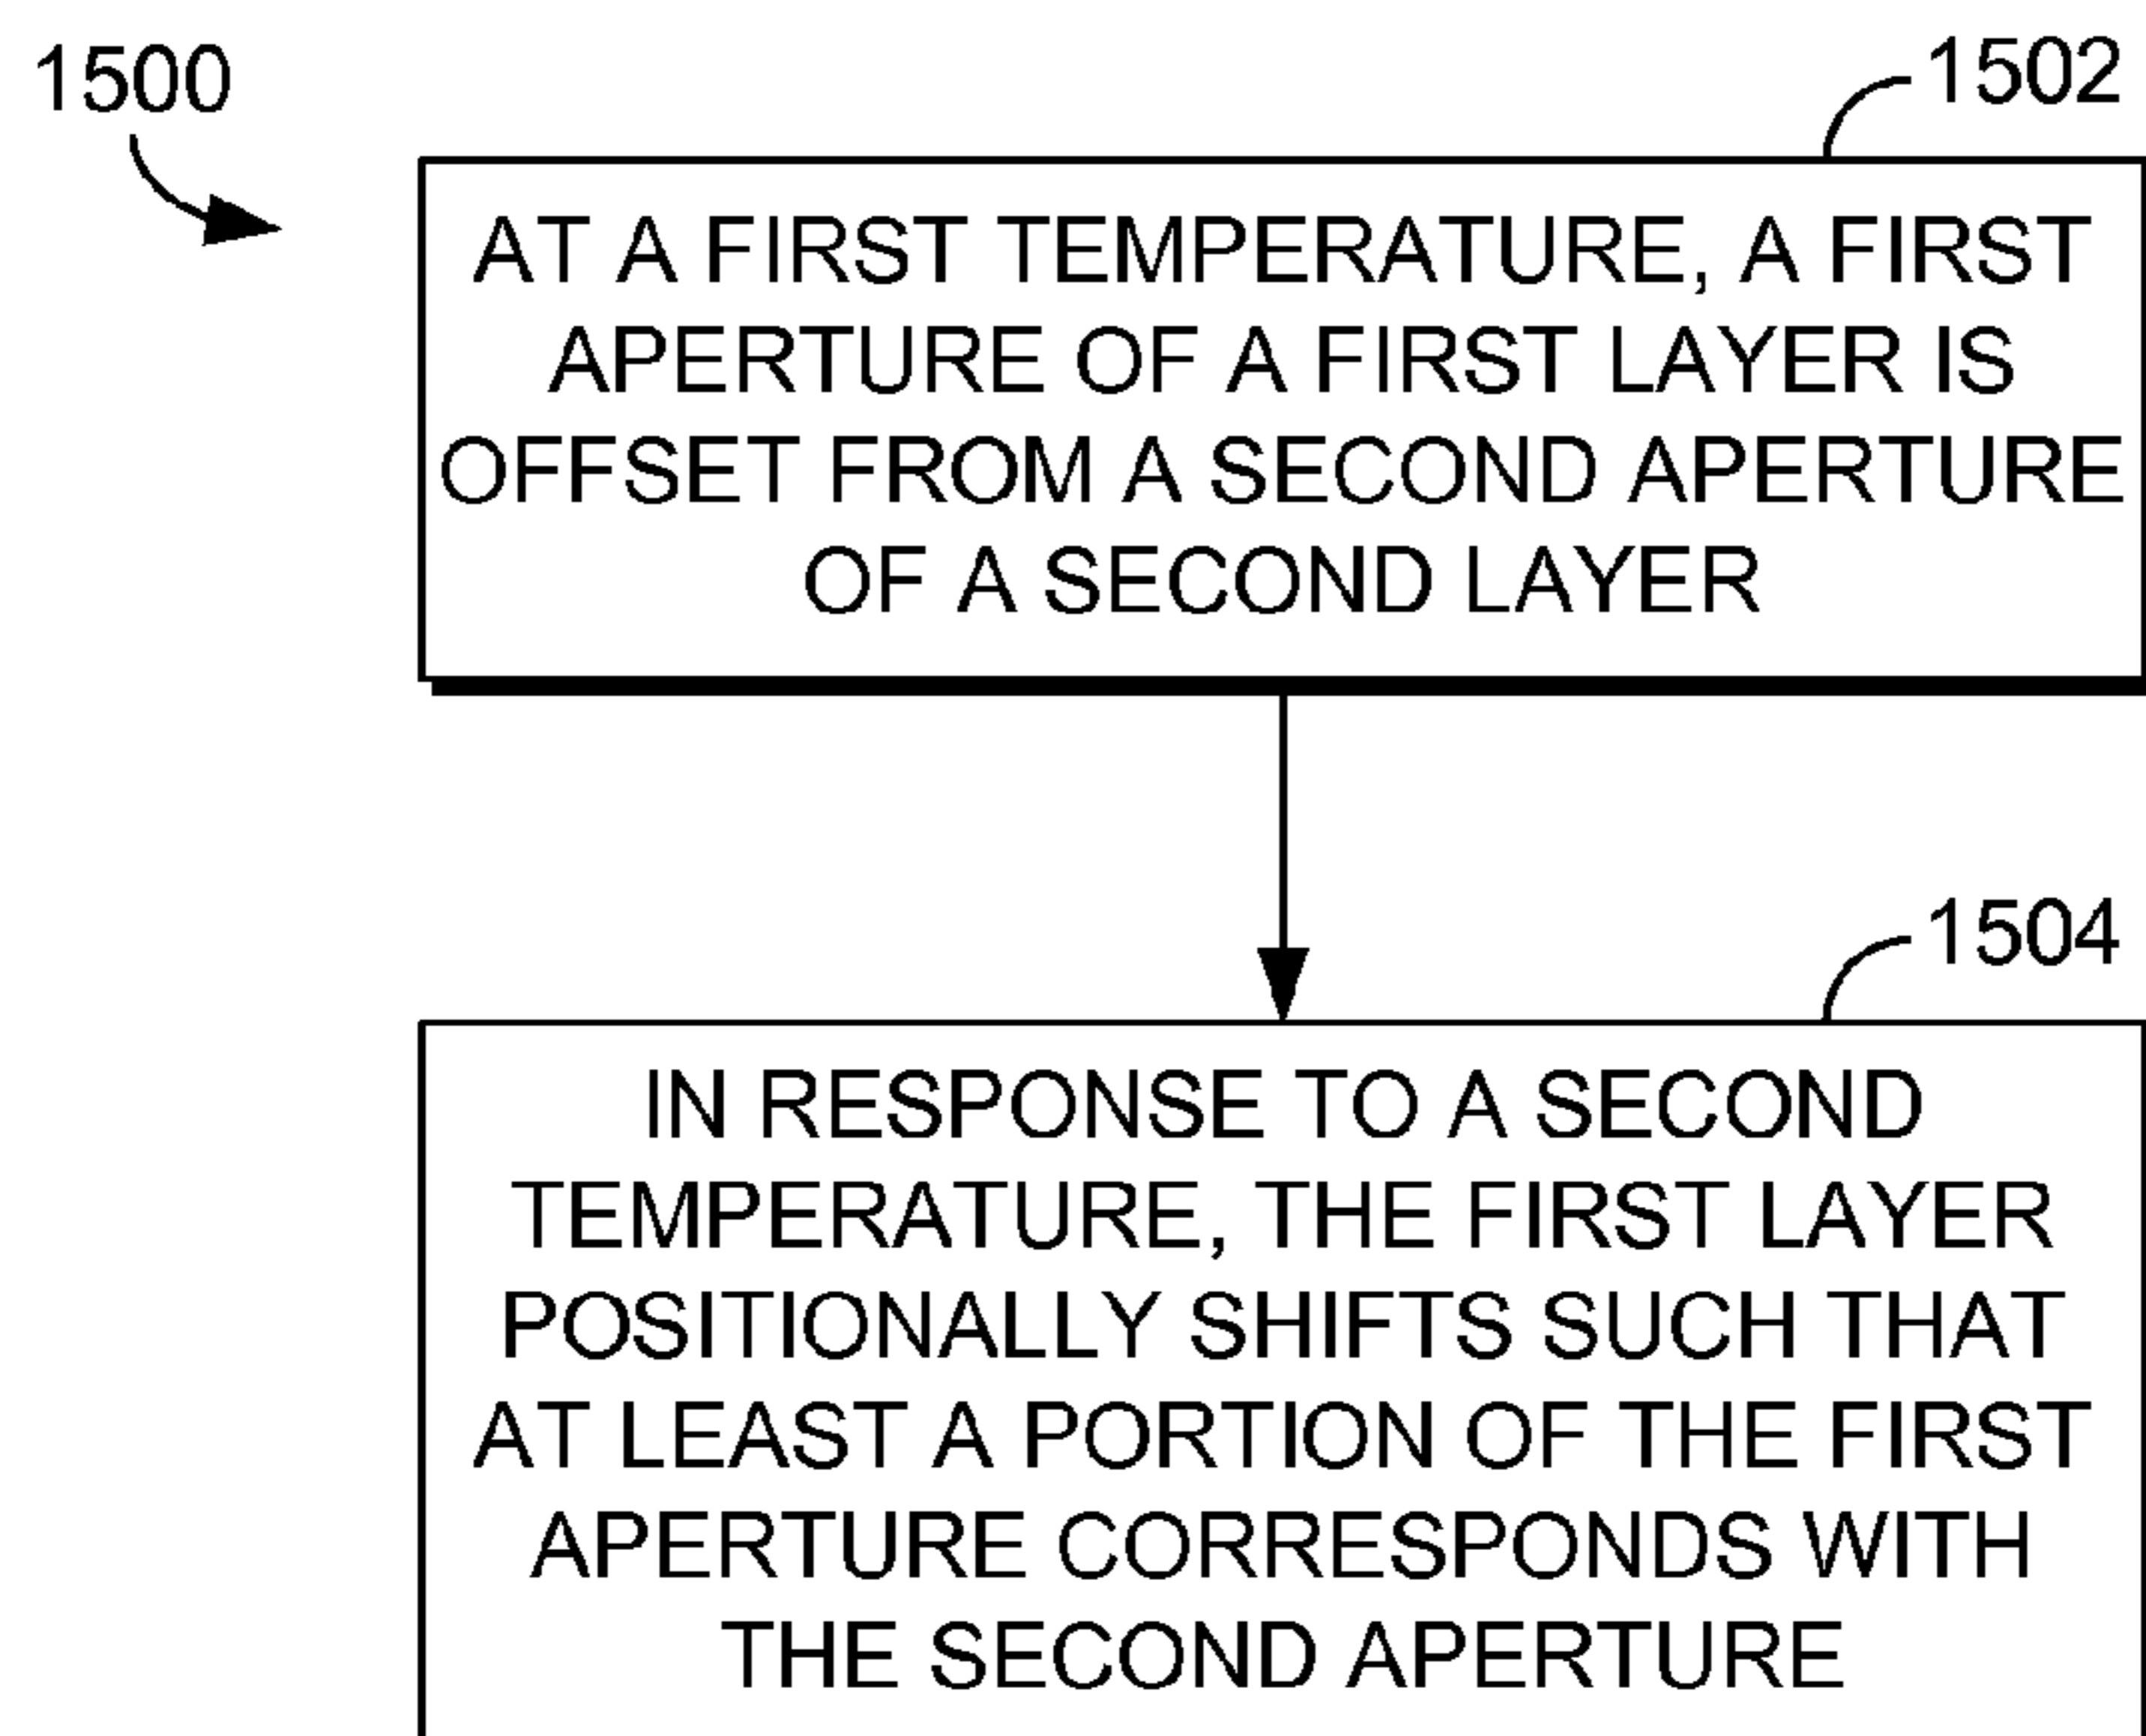 1500
1502
AT A FIRST TEMPERATURE, A FIRST
APERTURE OF A FIRST LAYER IS
OFFSET FROM A SECOND APERTURE
OF A SECOND LAYER
1504
IN RESPONSE TO A SECOND
TEMPERATURE, THE FIRST LAYER
POSITIONALLY SHIFTS SUCH THAT
AT LEAST A PORTION OF THE FIRST
APERTURE CORRESPONDS WITH
THE SECOND APERTURE